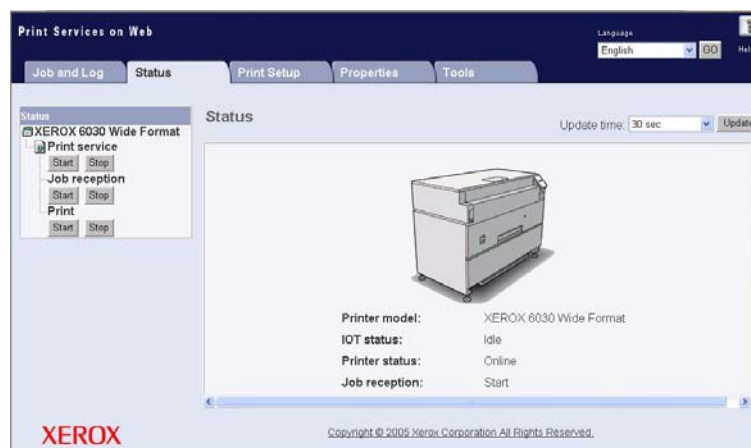 Print Services on Web
Language
English GO
Job and Log Status Print Setup Properties Tools
Status
XEROX 6030 Wide Format
Print service
Start Stop
Job reception
Start Stop
Print
Start Stop
Status
Update time: 30 sec Update
Printer model: XEROX 6030 Wide Format
IOT status: Idle
Printer status: Online
Job reception: Start
XEROX
Copyright © 2005 Xerox Corporation All Rights Reserved.